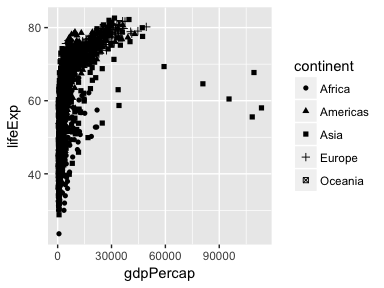 80
60
40
lifeExp
0
30000
60000
90000
gdpPercap
continent
Africa
Americas
Asia
Europe
Oceania